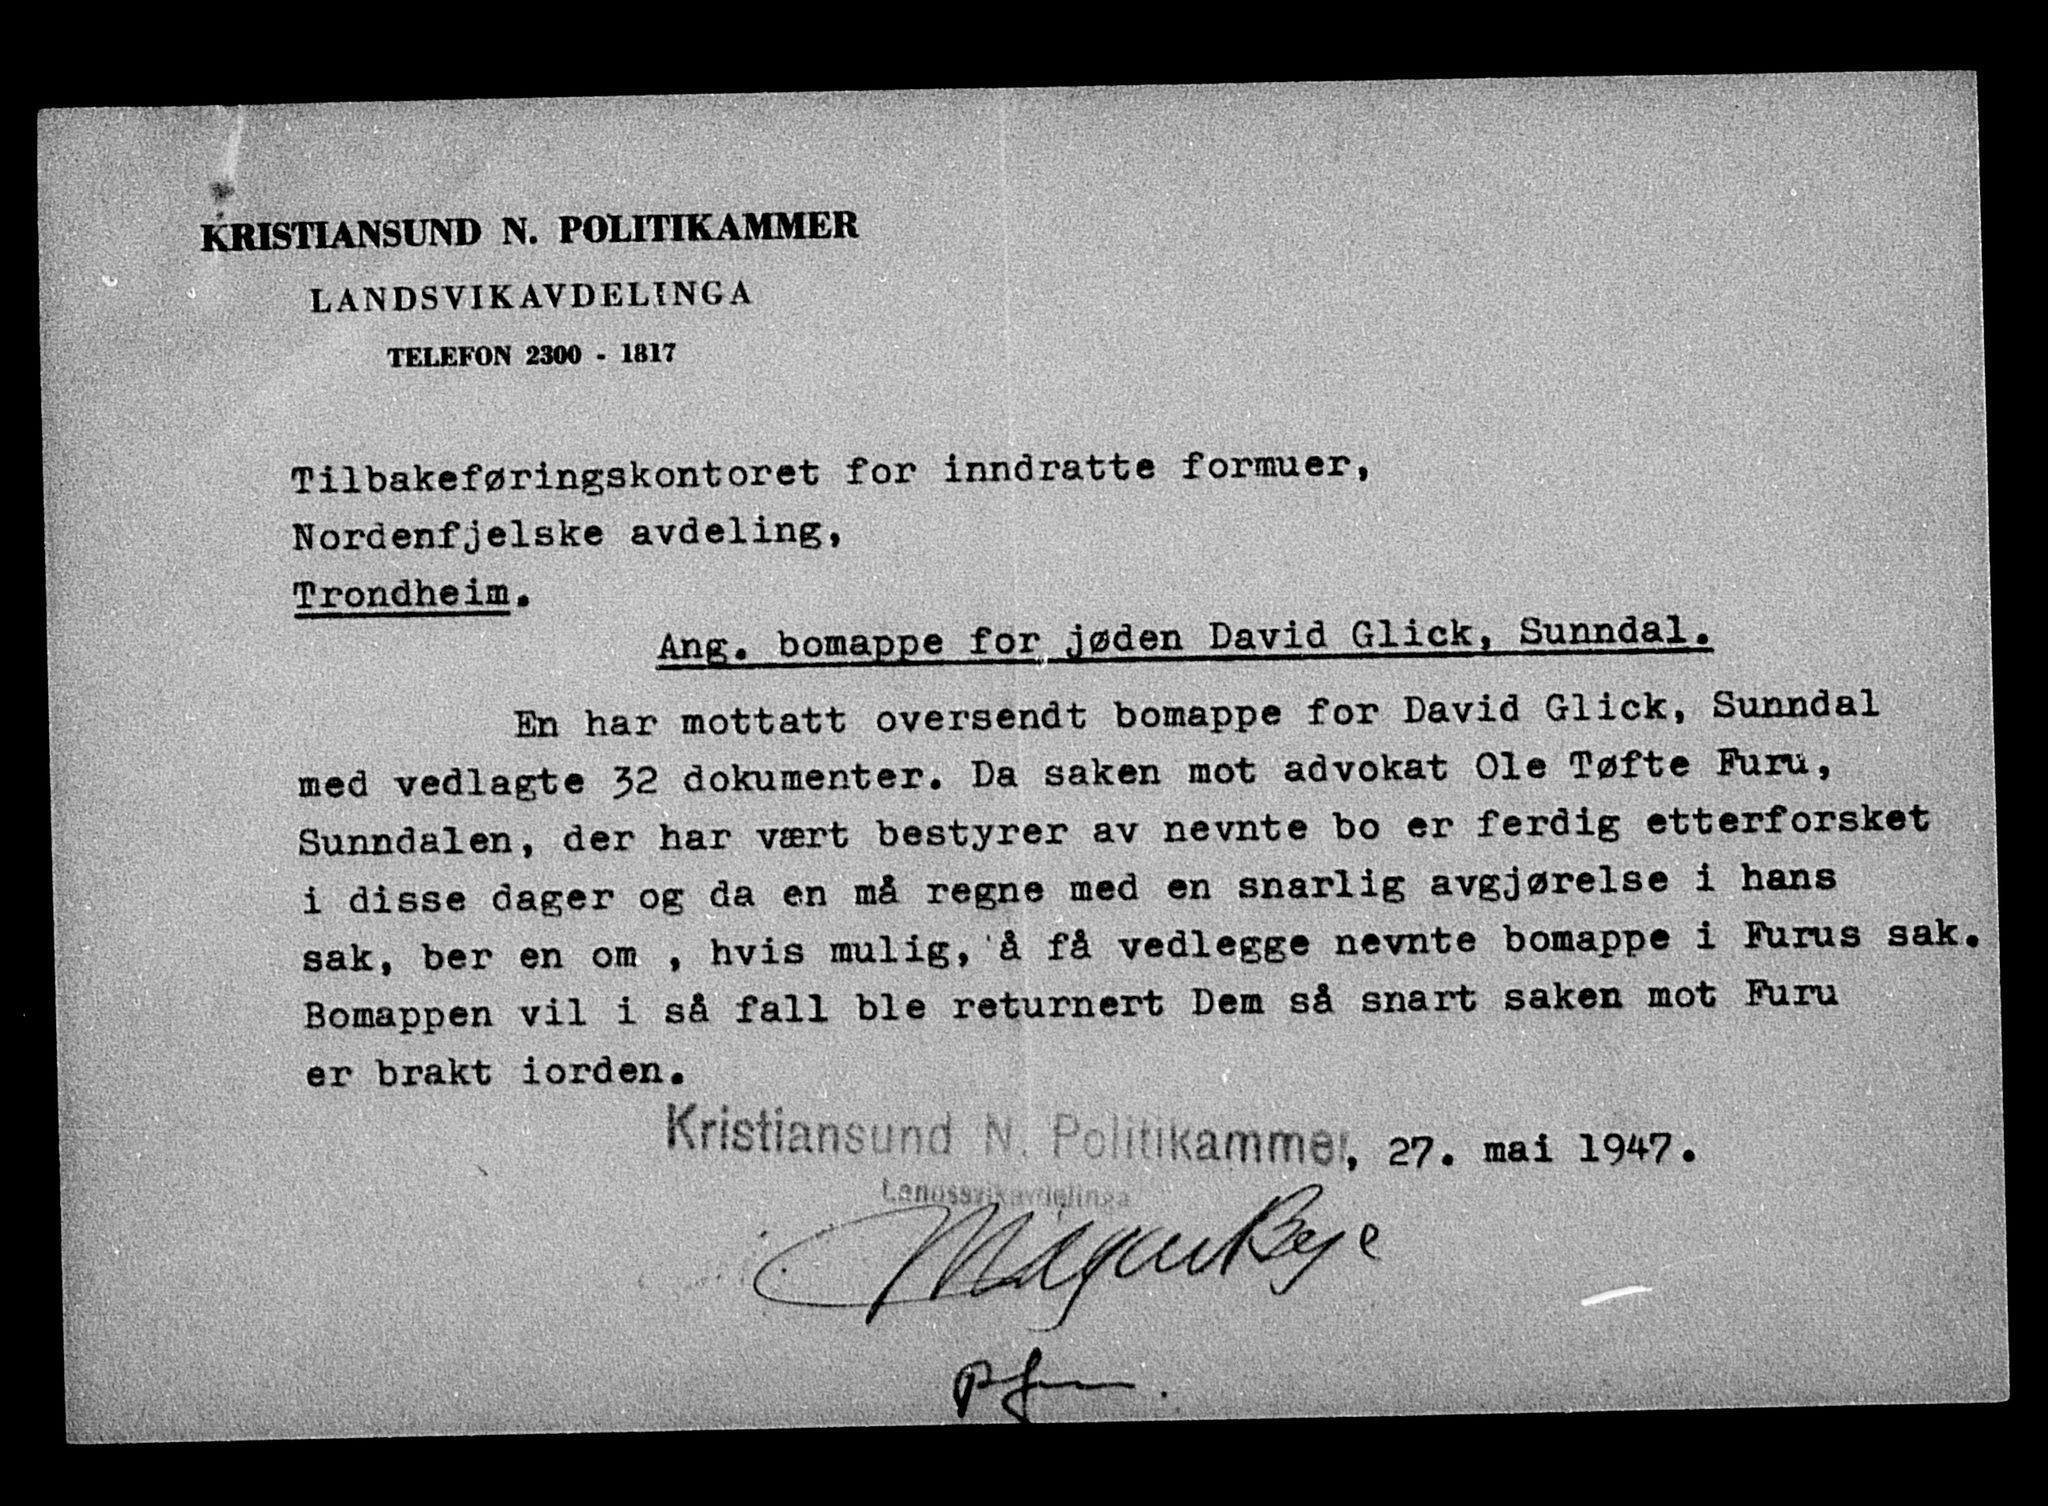 KRISTIANSUND N. POLITIKAMMER
LANDSVIKAVDELINGA
TELEFON 2300 - 1817
Tilbakeføringskontoret for inndratte formuer,
Nordenfjelske avdeling,
Trondheim.
Ang. bomappe for jøden David Glick, Sunndal.
En har mottatt oversendt bomappe for David Glick, Sunndal
med vedlagte 32 dokumenter. Da saken mot advokat Ole Tøfte Furu,
Sunndalen, der har vært bestyrer av nevnte bo er ferdig etterforsket
i disse dager og da en må regne med en snarlig avgjørelse i hans
sak, ber en om , hvis mulig, å få vedlegge nevnte bomappe i Furus sak.
Bomappen vil i så fall ble returnert Dem så snart saken mot Furu
er brakt iorden.
Kristiansund N. Politikammer, 27. mai 1947.
Landssvikavdelinga